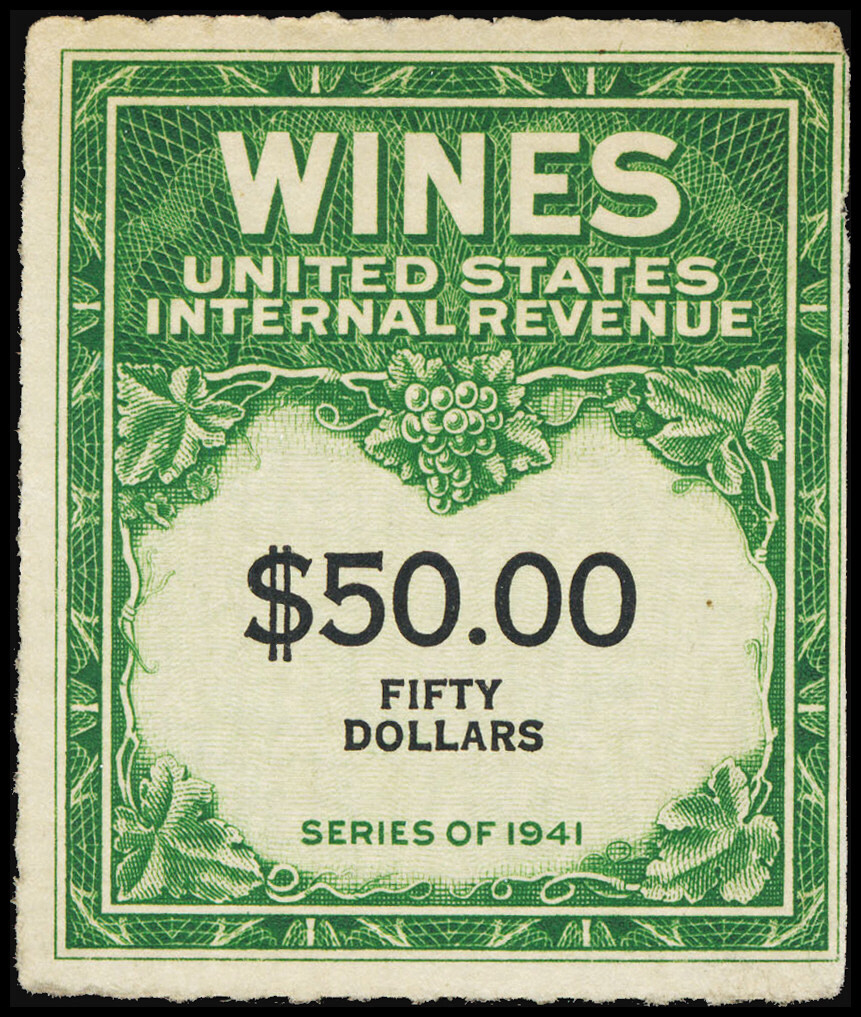 WINES
UNITED STATES
INTERNAL REVENUE
$50.00
FIFTY
DOLLARS
SERIES OF 1941